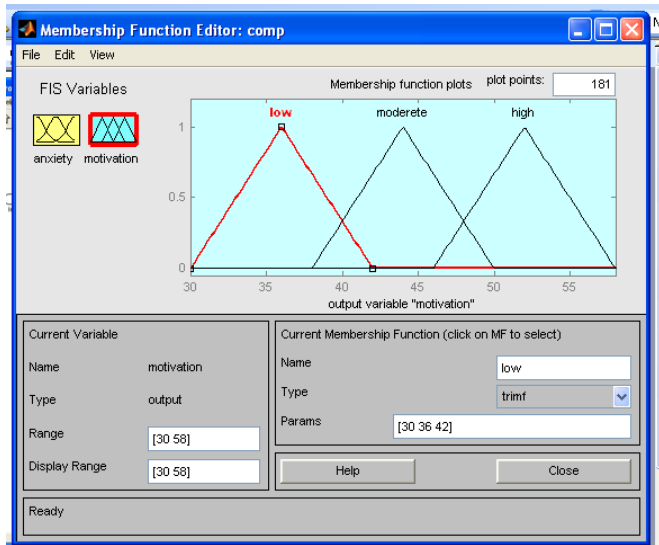 Membership Function Editor: comp
File Edit View
FIS Variables
Membership function plots plot points: 181
low moderete high
anxiety motivation
1
0.5
0
30 35 40 45 50 55
output variable "motivation"
Current Variable
Name motivation
Type output
Range [30 58]
Display Range [30 58]
Current Membership Function (click on MF to select)
Name low
Type trimf
Params [30 36 42]
Help Close
Ready